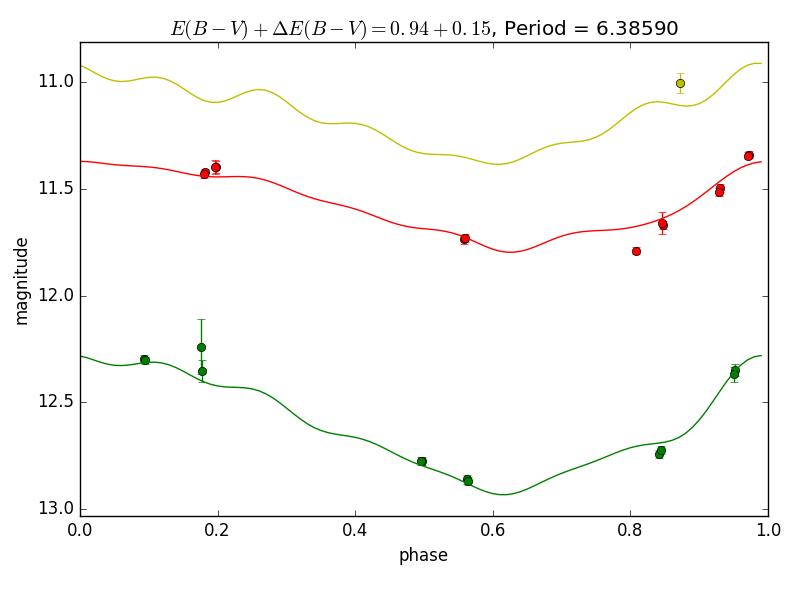 E(B − V) + ΔE(B − V) = 0.94 + 0.15, Period = 6.38590
magnitude
11.0
11.5
12.0
12.5
13.0
0.0 0.2 0.4 0.6 0.8 1.0
phase